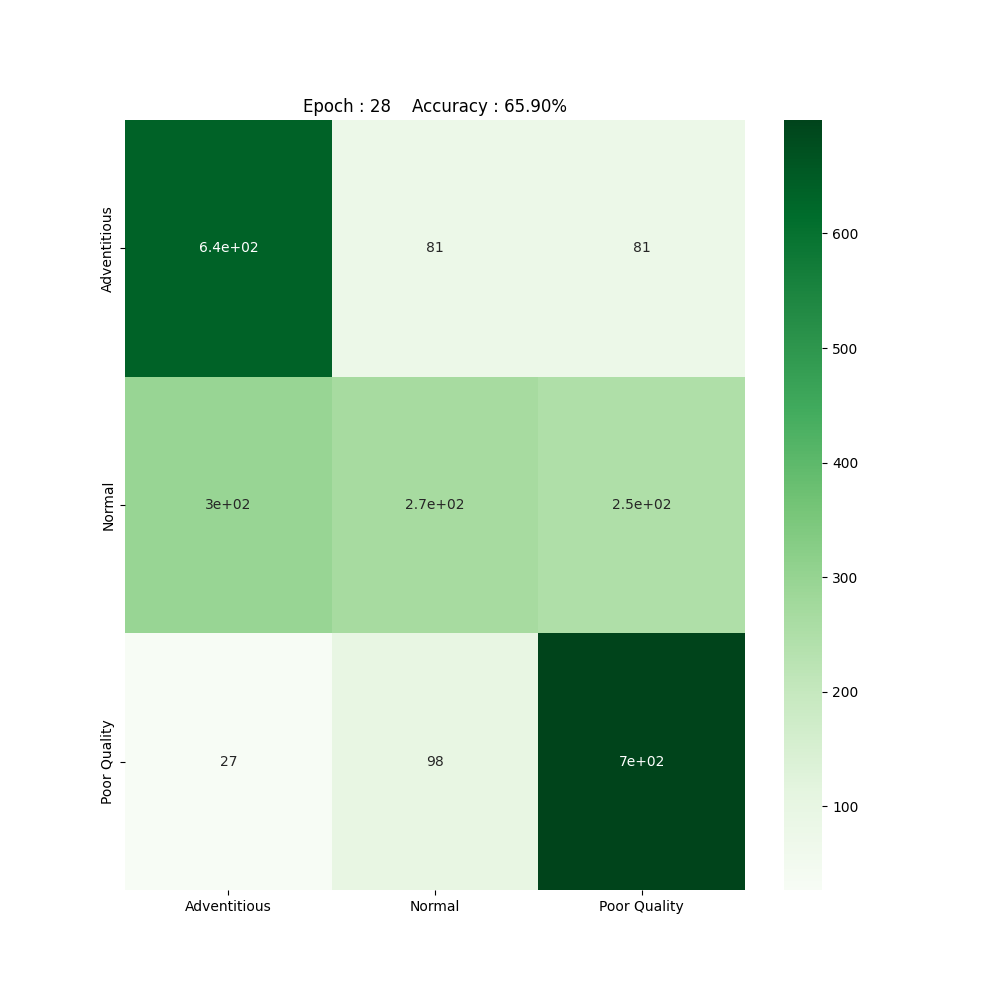 Epoch : 28    Accuracy : 65.90%
Adventitious
6.4e+02 81 81
600
500
Normal
3e+02 2.7e+02 2.5e+02
400
300
200
Poor Quality
27 98 7e+02
100
Adventitious Normal Poor Quality